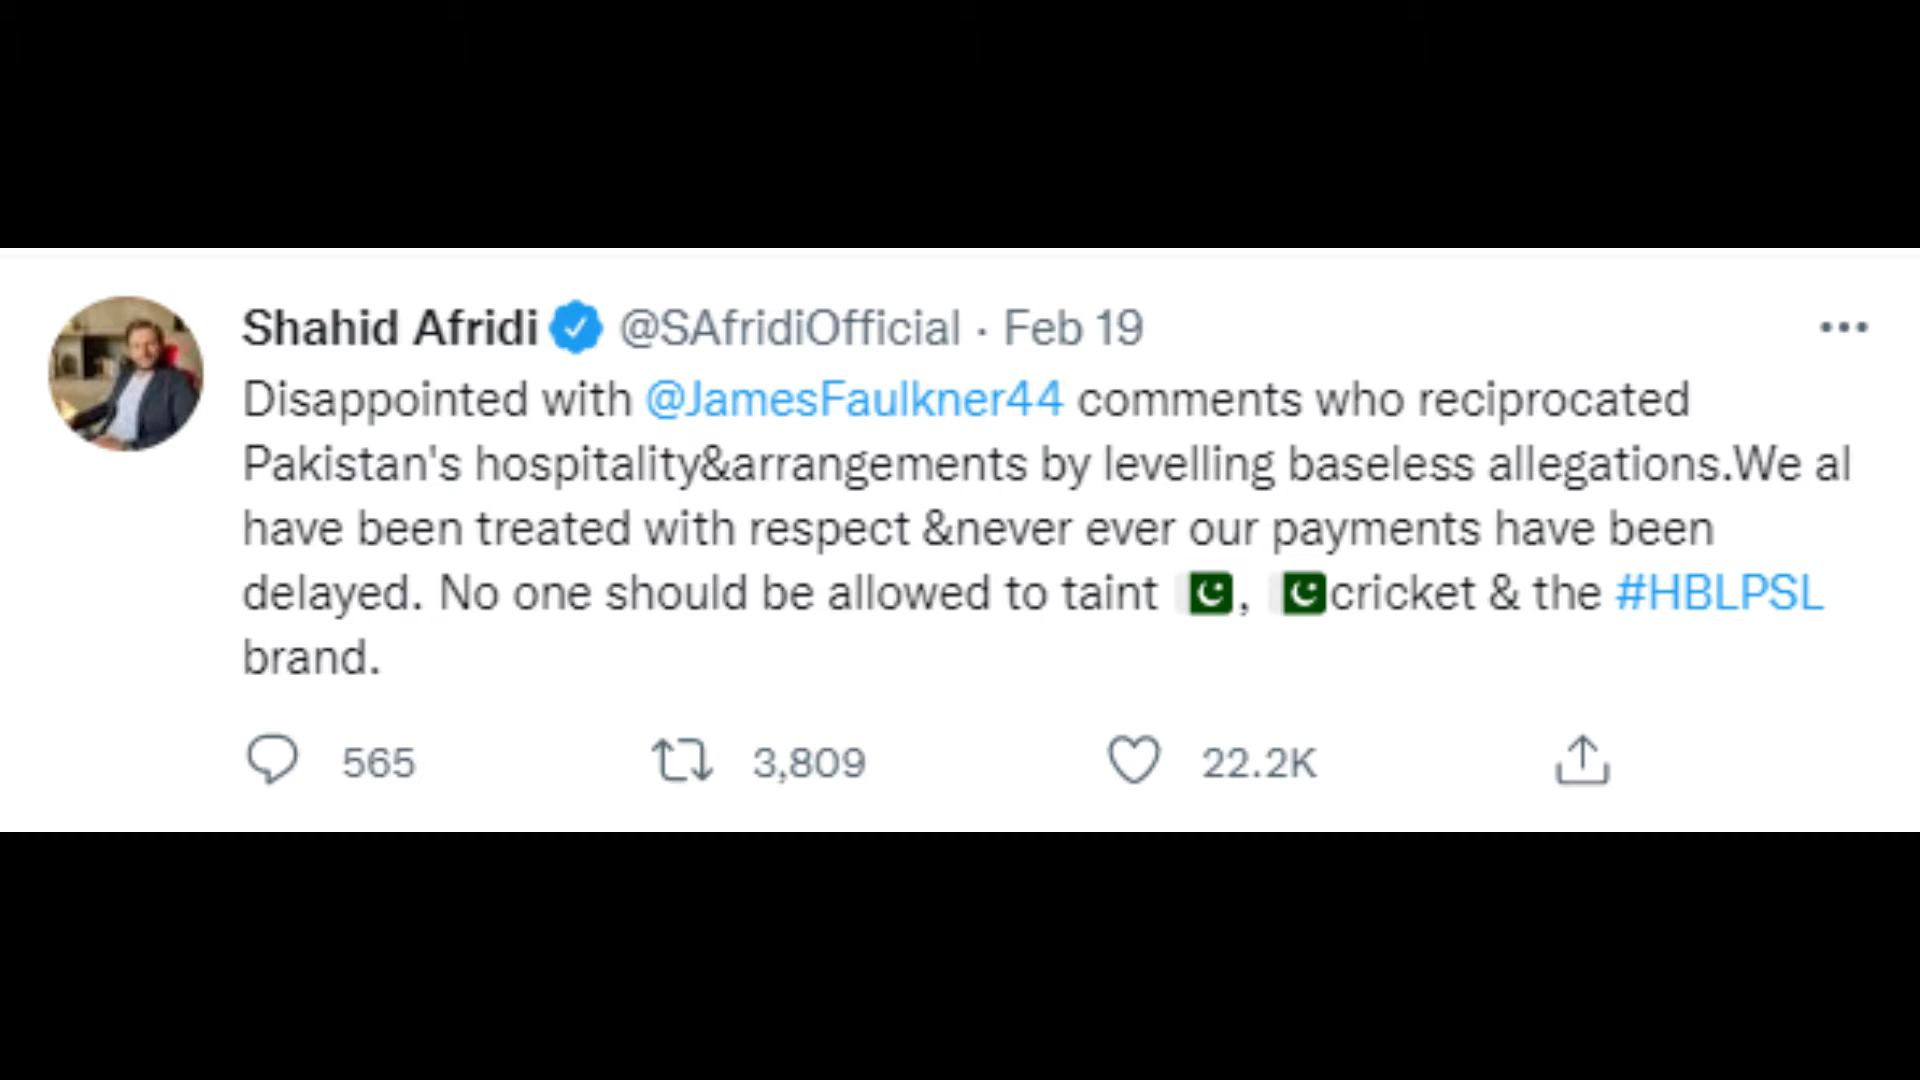 Shahid Afridi @SAfridiOfficial · Feb 19
Disappointed with @JamesFaulkner44 comments who reciprocated
Pakistan's hospitality&arrangements by levelling baseless allegations.We al
have been treated with respect &never ever our payments have been
delayed. No one should be allowed to taint 🇵🇰, 🇵🇰cricket & the #HBLPSL
brand.
565 3,809 22.2K